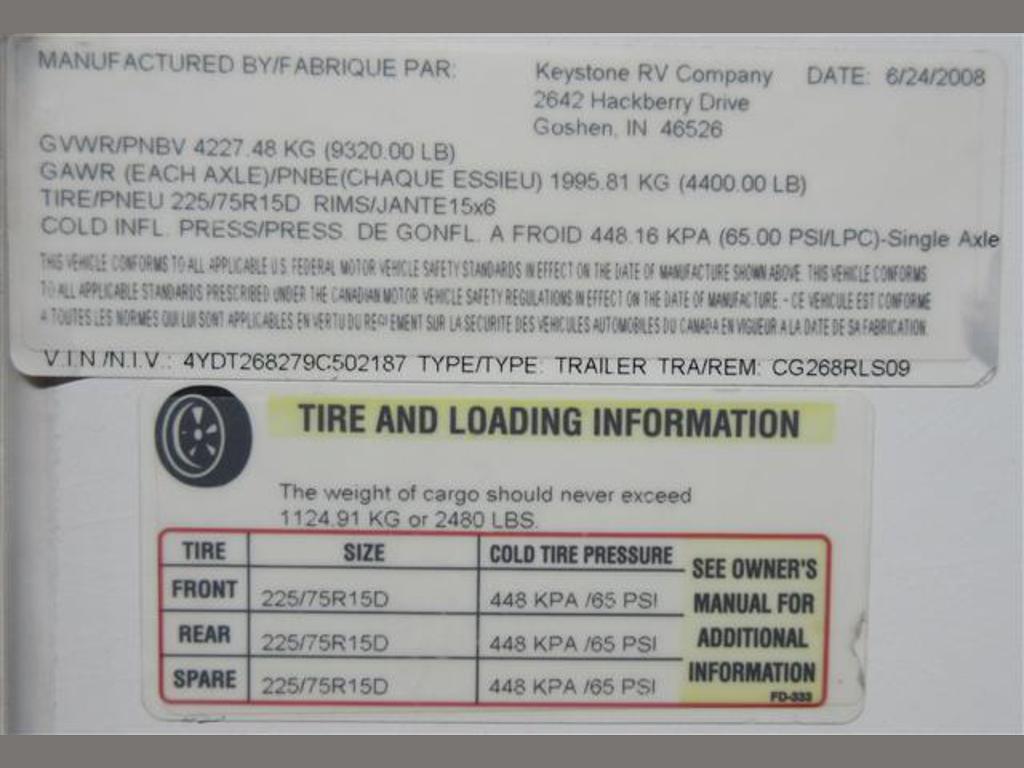 MANUFACTURED BY/FABRIQUE PAR: Keystone RV Company DATE: 6/24/2008
2642 Hackberry Drive
Goshen, IN 46526
GVWR/PNBV 4227.48 KG (9320.00 LB)
GAWR (EACH AXLE)/PNBE(CHAQUE ESSIEU) 1995.81 KG (4400.00 LB)
TIRE/PNEU 225/75R15D RIMS/JANTE15x6
COLD INFL. PRESS/PRESS. DE GONFL. A FROID 448.16 KPA (65.00 PSI/LPC)-Single Axle
THIS VEHICLE CONFORMS TO ALL APPLICABLE U.S. FEDERAL MOTOR VEHICLE SAFETY STANDARDS IN EFFECT ON THE DATE OF MANUFACTURE SHOWN ABOVE. THIS VEHICLE CONFORMS
TO ALL APPLICABLE STANDARDS PRESCRIBED UNDER THE CANADIAN MOTOR VEHICLE SAFETY REGULATIONS IN EFFECT ON THE DATE OF MANUFACTURE. - CE VEHICULE EST CONFORME
A TOUTES LES NORMES QUI LUI SONT APPLICABLES EN VERTU DU REGLEMENT SUR LA SECURITE DES VEHICULES AUTOMOBILES DU CANADA EN VIGUEUR A LA DATE DE SA FABRICATION.
V.I.N./N.I.V.: 4YDT268279C502187 TYPE/TYPE: TRAILER TRA/REM: CG268RLS09
TIRE AND LOADING INFORMATION
The weight of cargo should never exceed
1124.91 KG or 2480 LBS.
TIRE SIZE COLD TIRE PRESSURE
FRONT 225/75R15D 448 KPA /65 PSI
REAR 225/75R15D 448 KPA /65 PSI
SPARE 225/75R15D 448 KPA /65 PSI
SEE OWNER'S
MANUAL FOR
ADDITIONAL
INFORMATION
FD-333